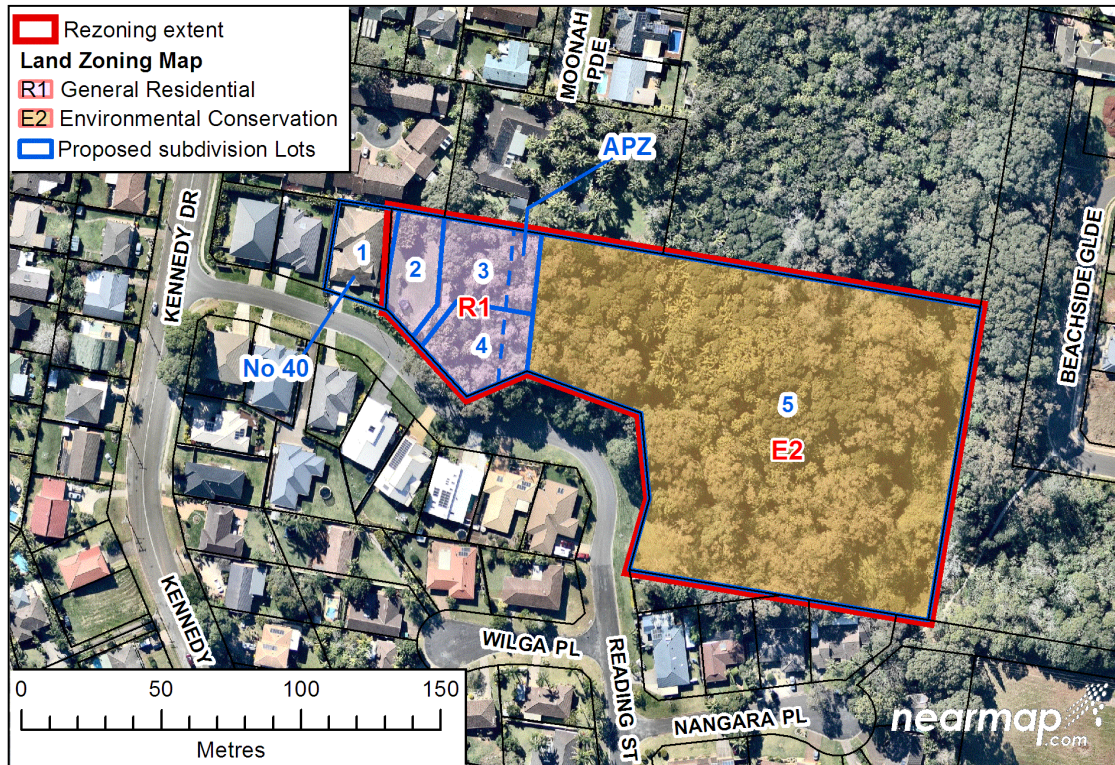 Rezoning extent
Land Zoning Map
R1 General Residential
E2 Environmental Conservation
Proposed subdivision Lots
MOONAH
PDE
APZ
KENNEDY DR
BEACHSIDE GLDE
1
2
3
R1
4
No 40
5
E2
KENNEDY
WILGA PL
READING ST
NANGARA PL
0 50 100 150
Metres
nearmap
.com